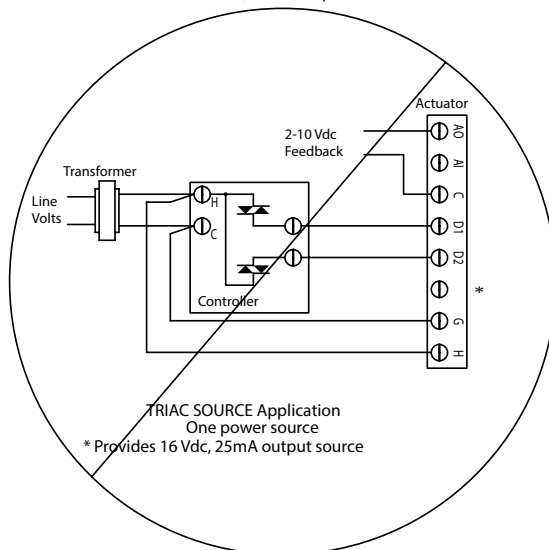 Actuator
2-10 Vdc
Feedback
Transformer
Line
Volts
H
C
Controller
AO
AI
C
D1
D2
*
G
H
TRIAC SOURCE Application
One power source
* Provides 16 Vdc, 25mA output source